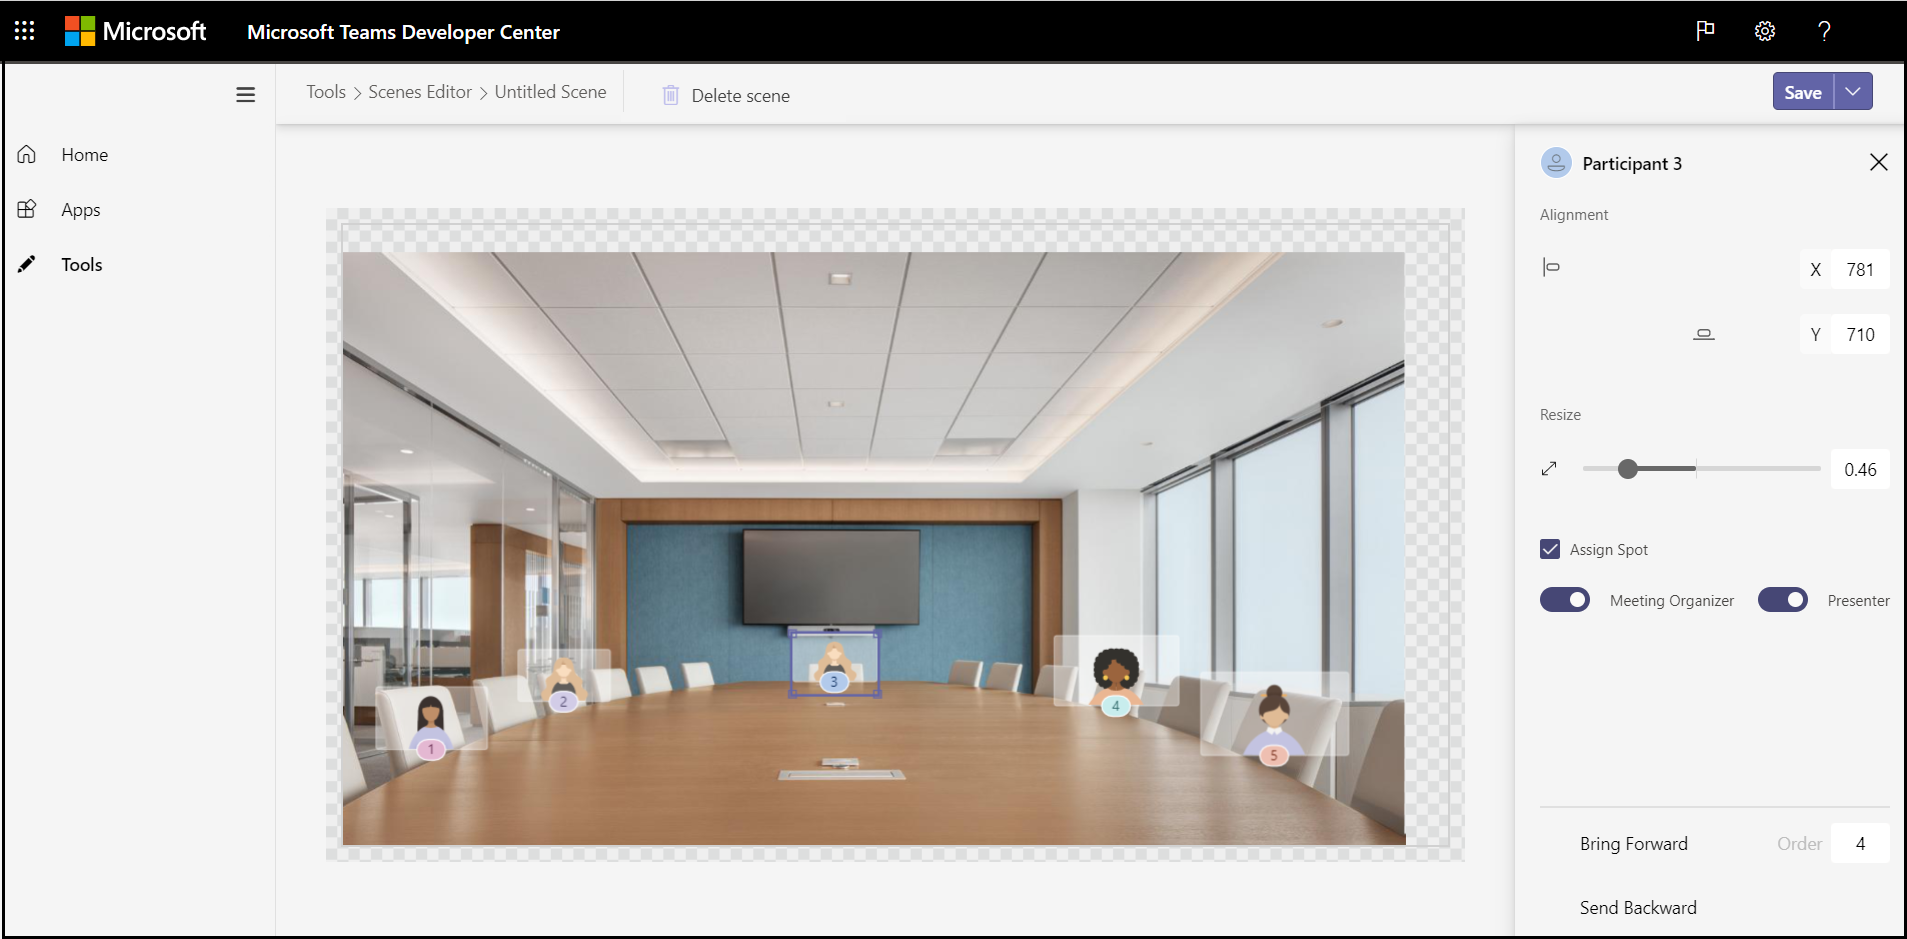 Microsoft
Microsoft Teams Developer Center
?
Tools > Scenes Editor > Untitled Scene
Delete scene
Save
Home
Apps
Tools
Participant 3
Alignment
X 781
Y 710
Resize
0.46
Assign Spot
Meeting Organizer
Presenter
3
2
4
1
5
Bring Forward
Order 4
Send Backward